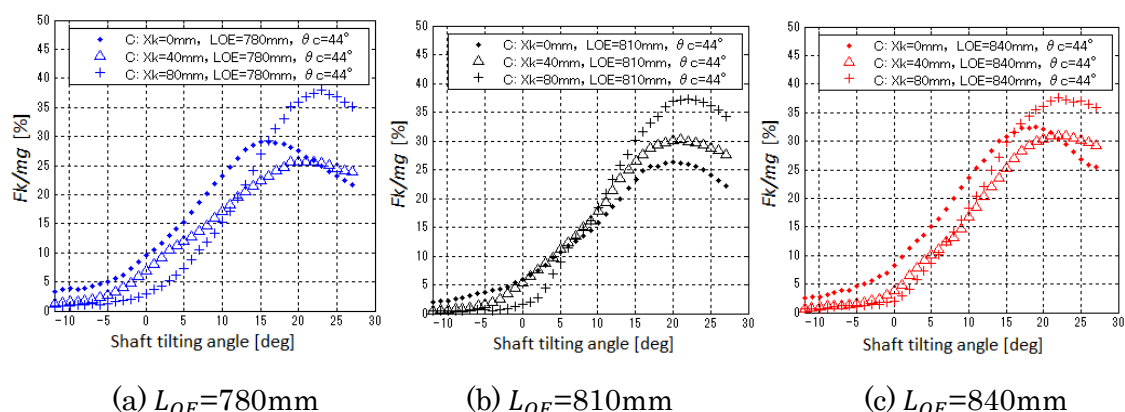 C: Xk=0mm, LOE=780mm, θc=44°
C: Xk=40mm, LOE=780mm, θc=44°
C: Xk=80mm, LOE=780mm, θc=44°
50
45
40
35
30
25
20
15
10
5
0
Fk/mg [%]
-10 -5 0 5 10 15 20 25 30
Shaft tilting angle [deg]
(a) L_OE=780mm
C: Xk=0mm, LOE=810mm, θc=44°
C: Xk=40mm, LOE=810mm, θc=44°
C: Xk=80mm, LOE=810mm, θc=44°
50
45
40
35
30
25
20
15
10
5
0
Fk/mg [%]
-10 -5 0 5 10 15 20 25 30
Shaft tilting angle [deg]
(b) L_OE=810mm
C: Xk=0mm, LOE=840mm, θc=44°
C: Xk=40mm, LOE=840mm, θc=44°
C: Xk=80mm, LOE=840mm, θc=44°
50
45
40
35
30
25
20
15
10
5
0
Fk/mg [%]
-10 -5 0 5 10 15 20 25 30
Shaft tilting angle [deg]
(c) L_OE=840mm